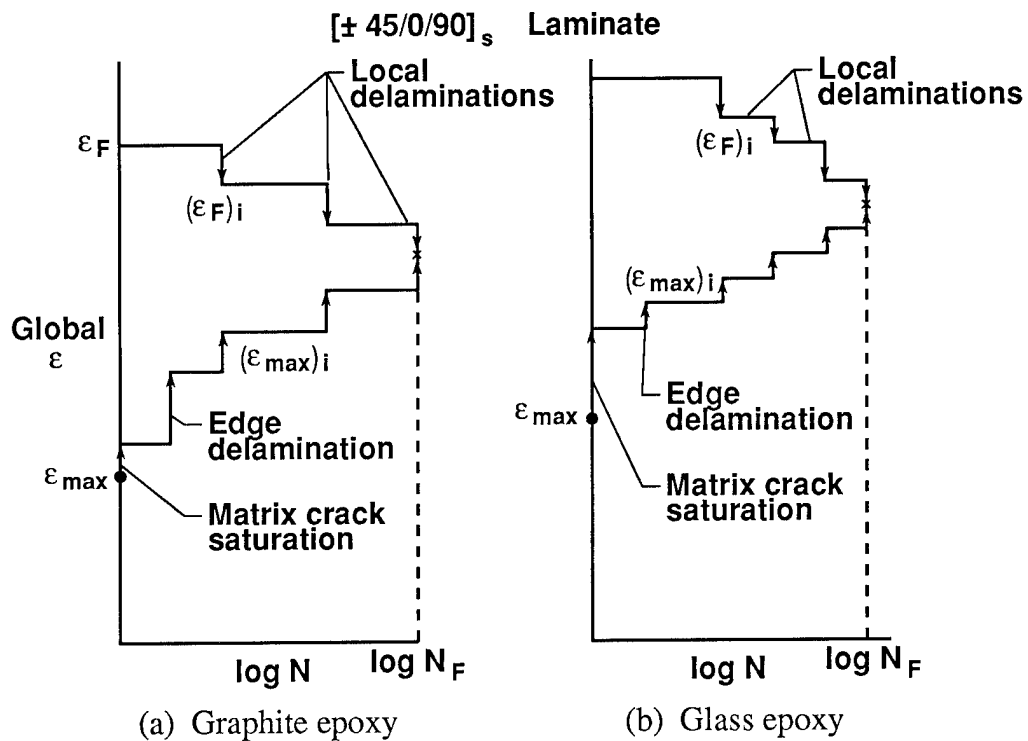 [± 45/0/90]s Laminate
Local
delaminations
εF
(εF)i
Global
ε
(εmax)i
Edge
delamination
εmax
Matrix crack
saturation
log N
log NF
(a) Graphite epoxy
Local
delaminations
(εF)i
(εmax)i
Edge
delamination
εmax
Matrix crack
saturation
log N
log NF
(b) Glass epoxy